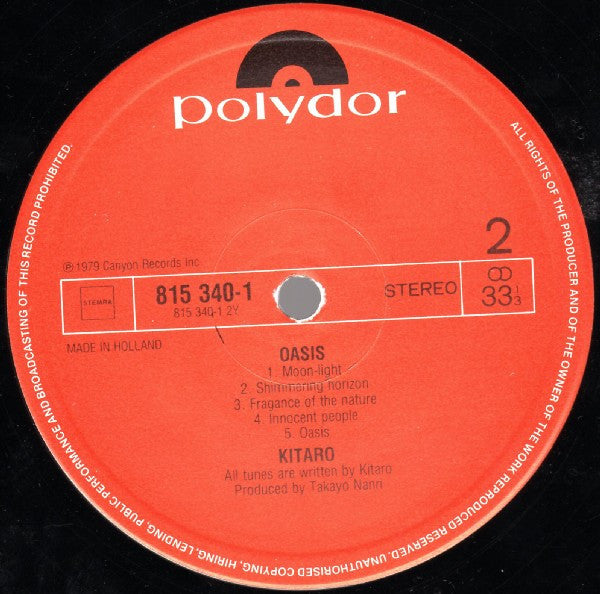 polydor
ALL RIGHTS OF THE PRODUCER AND OF THE OWNER OF THE WORK REPRODUCED RESERVED. UNAUTHORISED COPYING, HIRING, LENDING, PUBLIC PERFORMANCE AND BROADCASTING OF THIS RECORD PROHIBITED.
2
℗ 1979 Canyon Records Inc.
STEMRA
815 340-1
815 340-1 2Y
STEREO
33 1/3
MADE IN HOLLAND
OASIS
1. Moon-light
2. Shimmering horizon
3. Fragance of the nature
4. Innocent people
5. Oasis
KITARO
All tunes are written by Kitaro
Produced by Takayo Nanri